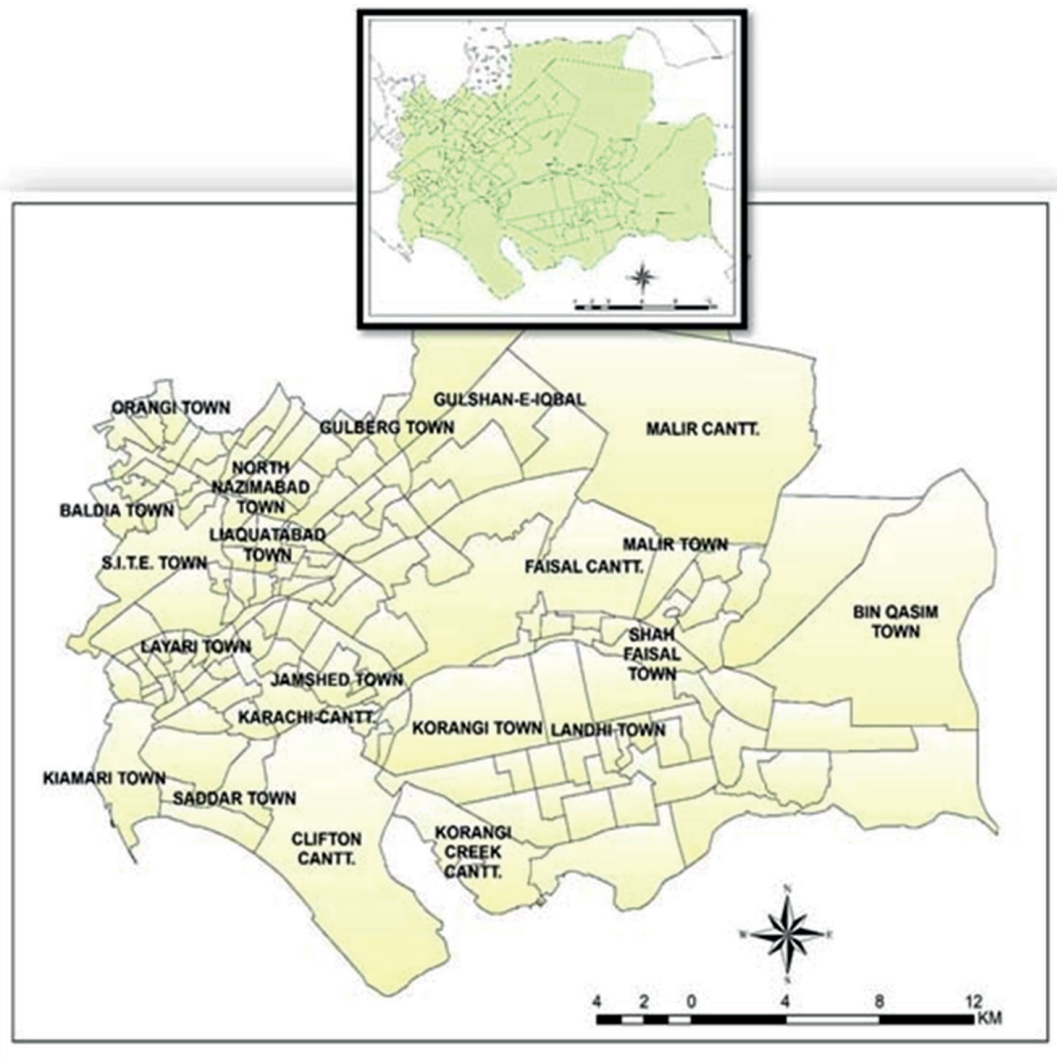 GULSHAN-E-IQBAL
ORANGI TOWN
GULBERG TOWN
MALIR CANTT.
NORTH
NAZIMABAD
TOWN
BALDIA TOWN
LIAQUATABAD
TOWN
MALIR TOWN
S.I.T.E. TOWN
FAISAL CANTT.
BIN QASIM
TOWN
SHAH
FAISAL
TOWN
LAYARI TOWN
JAMSHED TOWN
KARACHI-CANTT.
KORANGI TOWN
LANDHI TOWN
KIAMARI TOWN
SADDAR TOWN
CLIFTON
CANTT.
KORANGI
CREEK
CANTT.
N
W E
S
4 2 0 4 8 12
KM